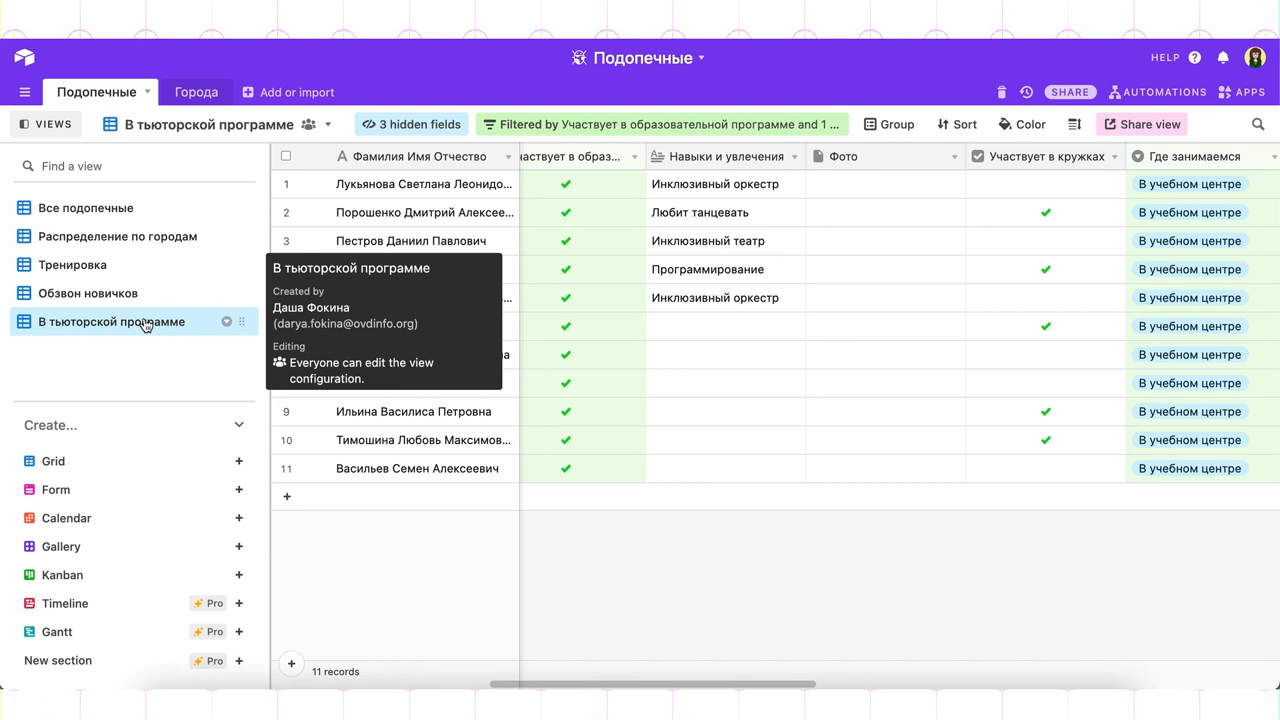 Подопечные
HELP
Подопечные
Города
Add or import
SHARE
AUTOMATIONS
APPS
VIEWS
В тьюторской программе
3 hidden fields
Filtered by Участвует в образовательной программе and 1 ...
Group
Sort
Color
Share view
Find a view
Все подопечные
Распределение по городам
Тренировка
Обзвон новичков
В тьюторской программе
Create...
Grid
Form
Calendar
Gallery
Kanban
Timeline
Pro
Gantt
Pro
New section
Pro
Фамилия Имя Отчество
частвует в образ...
Навыки и увлечения
Фото
Участвует в кружках
Где занимаемся
1 Лукьянова Светлана Леонидо... Инклюзивный оркестр В учебном центре
2 Порошенко Дмитрий Алексее... Любит танцевать В учебном центре
3 Пестров Даниил Павлович Инклюзивный театр В учебном центре
Программирование В учебном центре
... Инклюзивный оркестр В учебном центре
В учебном центре
а В учебном центре
В учебном центре
9 Ильина Василиса Петровна В учебном центре
10 Тимошина Любовь Максимов... В учебном центре
11 Васильев Семен Алексеевич В учебном центре
В тьюторской программе
Created by
Даша Фокина
(darya.fokina@ovdinfo.org)
Editing
Everyone can edit the view
configuration.
11 records